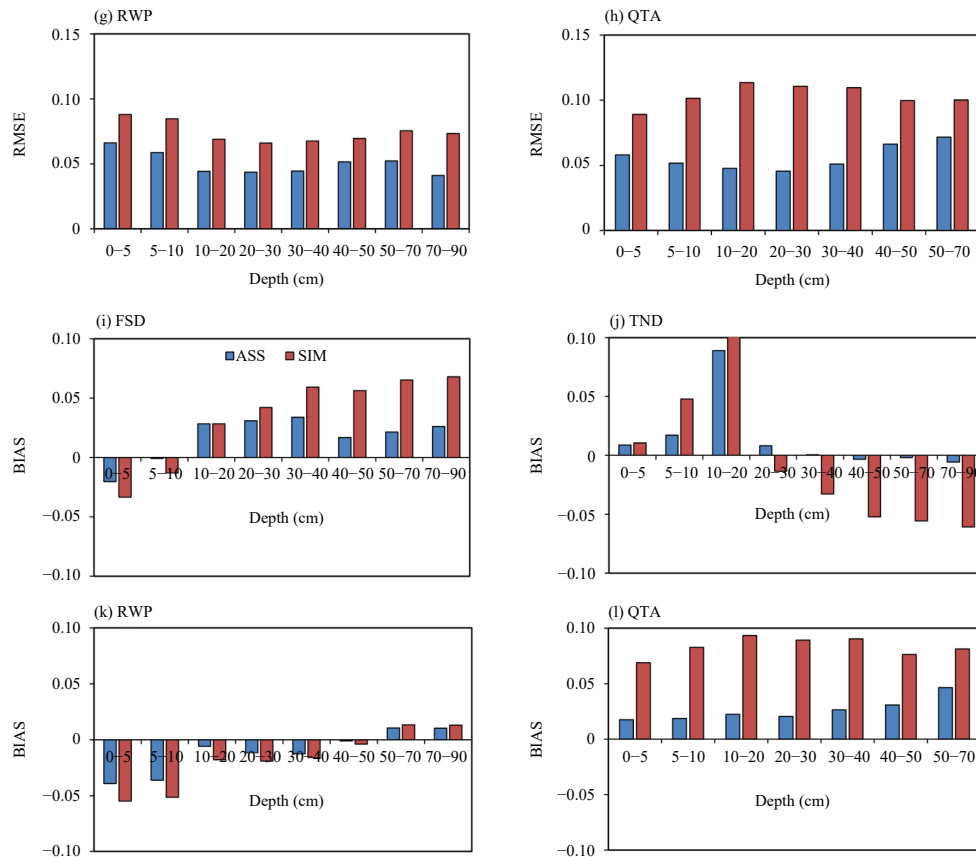 (g) RWP
0.15
0.10
0.05
0
RMSE
0−5 5−10 10−20 20−30 30−40 40−50 50−70 70−90
Depth (cm)
(h) QTA
0.15
0.10
0.05
0
RMSE
0−5 5−10 10−20 20−30 30−40 40−50 50−70
Depth (cm)
(i) FSD
0.10
0.05
0
−0.05
−0.10
BIAS
ASS SIM
0−5 5−10 10−20 20−30 30−40 40−50 50−70 70−90
Depth (cm)
(j) TND
0.10
0.05
0
−0.05
−0.10
BIAS
0−5 5−10 10−20 20−30 30−40 40−50 50−70 70−90
Depth (cm)
(k) RWP
0.10
0.05
0
−0.05
−0.10
BIAS
0−5 5−10 10−20 20−30 30−40 40−50 50−70 70−90
Depth (cm)
(l) QTA
0.10
0.05
0
−0.05
−0.10
BIAS
0−5 5−10 10−20 20−30 30−40 40−50 50−70
Depth (cm)